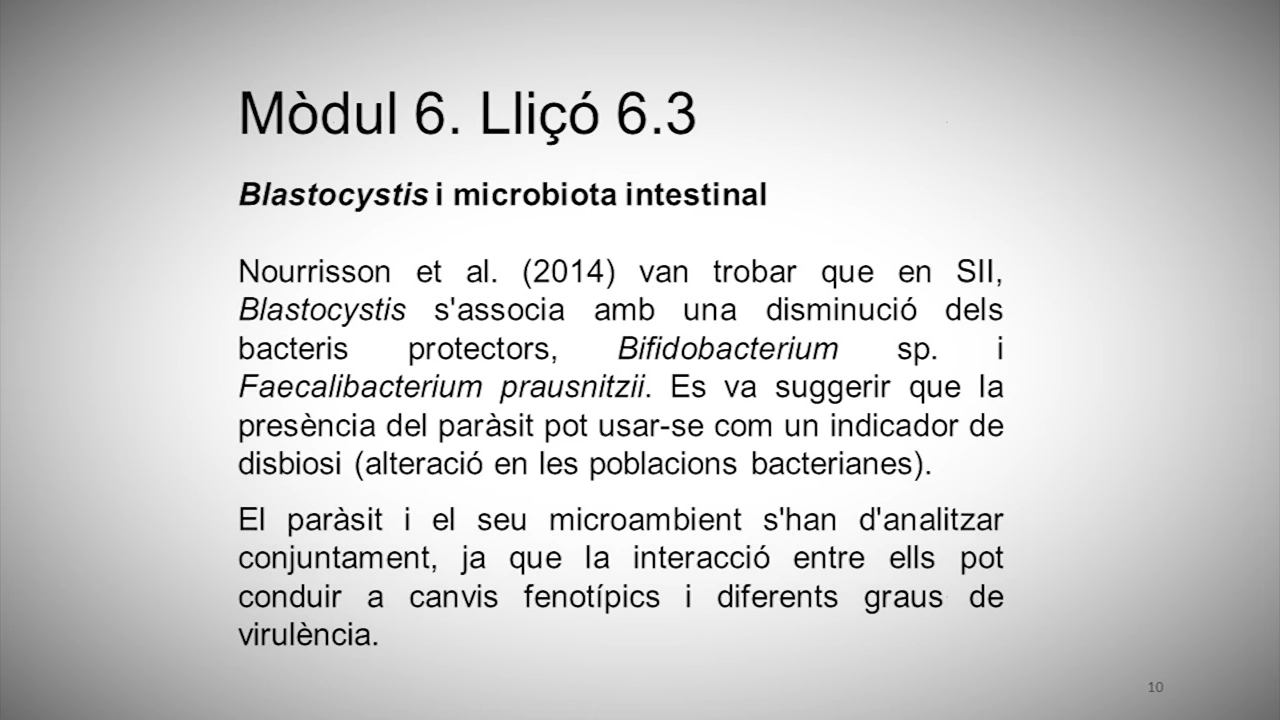 Mòdul 6. Lliçó 6.3
Blastocystis i microbiota intestinal
Nourrisson et al. (2014) van trobar que en SII,
Blastocystis s'associa amb una disminució dels
bacteris protectors, Bifidobacterium sp. i
Faecalibacterium prausnitzii. Es va suggerir que la
presència del paràsit pot usar-se com un indicador de
disbiosi (alteració en les poblacions bacterianes).
El paràsit i el seu microambient s'han d'analitzar
conjuntament, ja que la interacció entre ells pot
conduir a canvis fenotípics i diferents graus de
virulència.
10